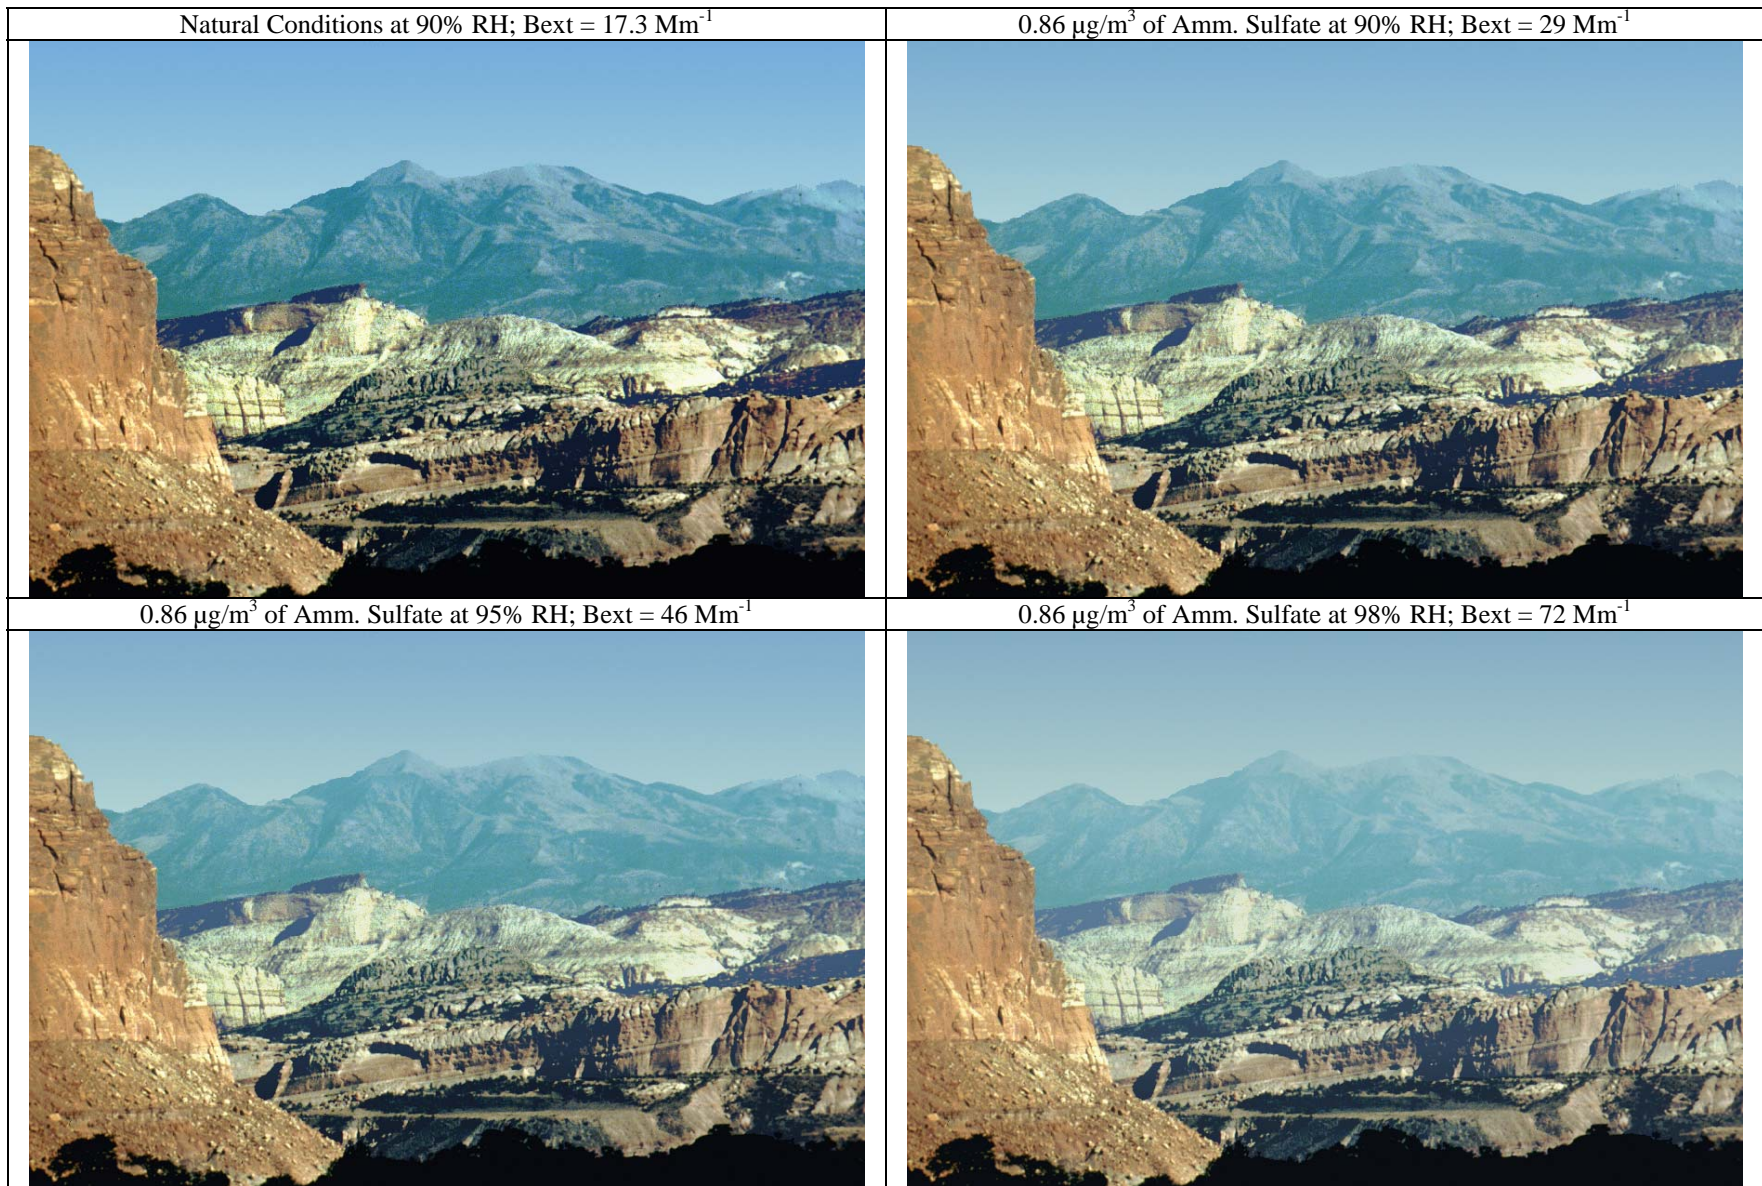 Natural Conditions at 90% RH; Bext = 17.3 Mm⁻¹
0.86 µg/m³ of Amm. Sulfate at 90% RH; Bext = 29 Mm⁻¹
0.86 µg/m³ of Amm. Sulfate at 95% RH; Bext = 46 Mm⁻¹
0.86 µg/m³ of Amm. Sulfate at 98% RH; Bext = 72 Mm⁻¹